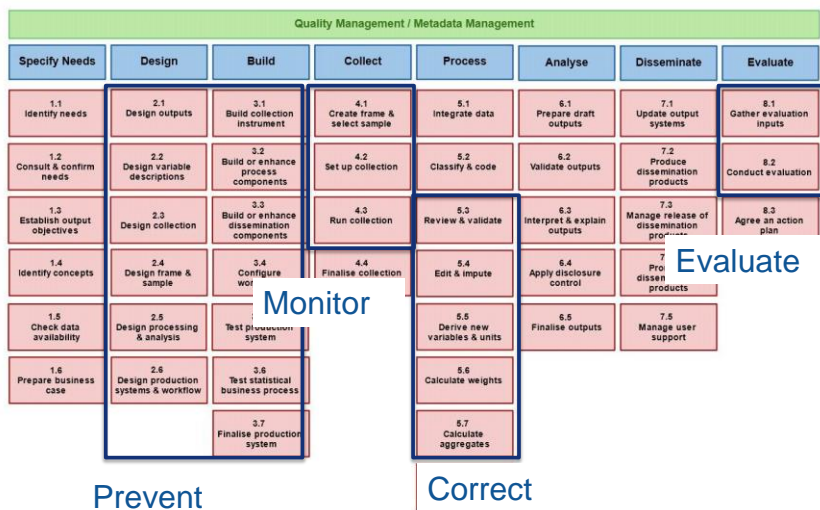 Quality Management / Metadata Management
Specify Needs
Design
Build
Collect
Process
Analyse
Disseminate
Evaluate
1.1
Identify needs
2.1
Design outputs
3.1
Build collection
instrument
4.1
Create frame &
select sample
5.1
Integrate data
6.1
Prepare draft
outputs
7.1
Update output
systems
8.1
Gather evaluation
inputs
1.2
Consult & confirm
needs
2.2
Design variable
descriptions
3.2
Build or enhance
process
components
4.2
Set up collection
5.2
Classify & code
6.2
Validate outputs
7.2
Produce
dissemination
products
8.2
Conduct evaluation
1.3
Establish output
objectives
2.3
Design collection
3.3
Build or enhance
dissemination
components
4.3
Run collection
5.3
Review & validate
6.3
Interpret & explain
outputs
7.3
Manage release of
dissemination
products
8.3
Agree an action
plan
1.4
Identify concepts
2.4
Design frame &
sample
3.4
Configure
4.4
Finalise collection
5.4
Edit & impute
6.4
Apply disclosure
control
products
Evaluate
Monitor
1.5
Check data
availability
2.5
Design processing
& analysis
Test production
system
5.5
Derive new
variables & units
6.5
Finalise outputs
7.5
Manage user
support
1.6
Prepare business
case
2.6
Design production
systems & workflow
3.6
Test statistical
business process
5.6
Calculate weights
3.7
Finalise production
system
5.7
Calculate
aggregates
Prevent
Correct